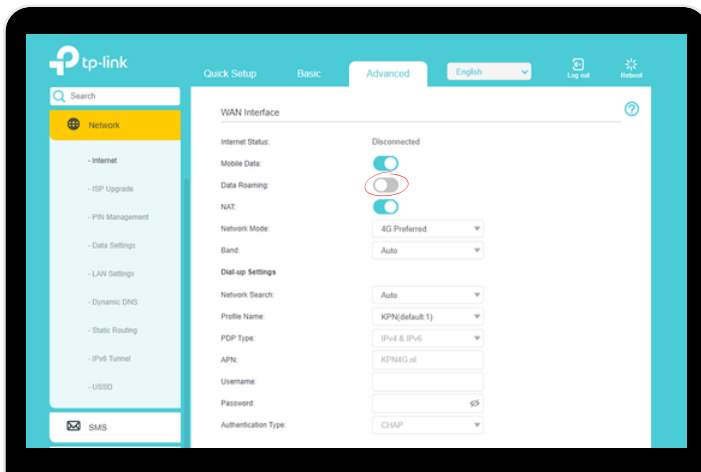 tp-link
Quick Setup Basic Advanced English Log out Reboot
Search
Network
- Internet
- ISP Upgrade
- PIN Management
- Data Settings
- LAN Settings
- Dynamic DNS
- Static Routing
- IPv6 Tunnel
- USSD
SMS
WAN Interface
Internet Status: Disconnected
Mobile Data:
Data Roaming:
NAT:
Network Mode: 4G Preferred
Band: Auto
Dial-up Settings
Network Search: Auto
Profile Name: KPN(default:1)
PDP Type: IPv4 & IPv6
APN: KPN4G.nl
Username:
Password:
Authentication Type: CHAP